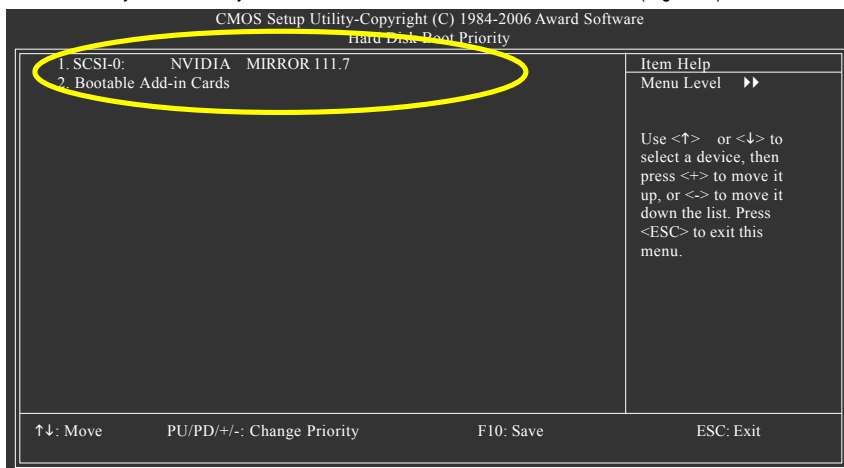 CMOS Setup Utility-Copyright (C) 1984-2006 Award Software
Hard Disk Boot Priority
1. SCSI-0: NVIDIA MIRROR 111.7
2. Bootable Add-in Cards
Item Help
Menu Level ▸▸
Use <↑> or <↓> to
select a device, then
press <+> to move it
up, or <-> to move it
down the list. Press
<ESC> to exit this
menu.
↑↓: Move PU/PD/+/-: Change Priority F10: Save ESC: Exit